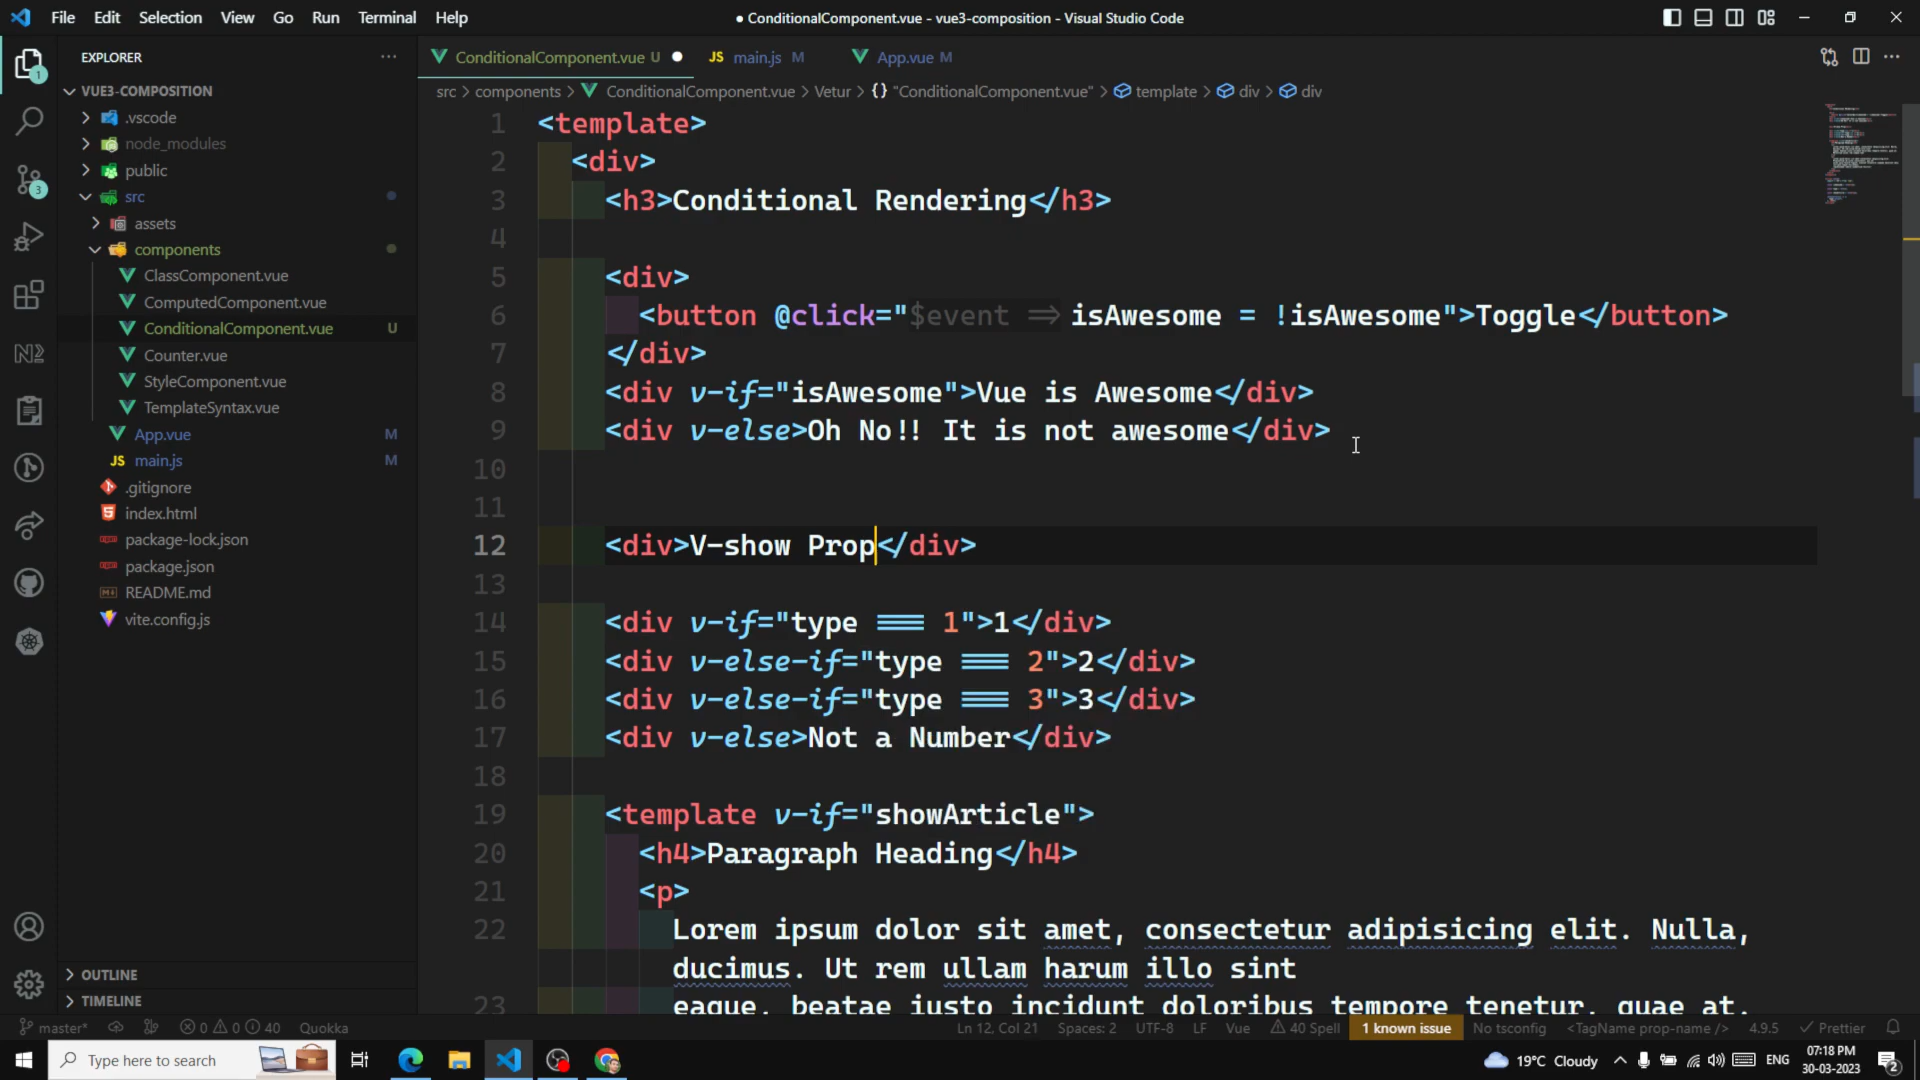 File Edit Selection View Go Run Terminal Help
● ConditionalComponent.vue - vue3-composition - Visual Studio Code
EXPLORER
VUE3-COMPOSITION
.vscode
node_modules
public
src
assets
components
ClassComponent.vue
ComputedComponent.vue
ConditionalComponent.vue U
Counter.vue
StyleComponent.vue
TemplateSyntax.vue
App.vue M
main.js M
.gitignore
index.html
package-lock.json
package.json
README.md
vite.config.js
OUTLINE
TIMELINE
ConditionalComponent.vue U JS main.js M App.vue M
src > components > ConditionalComponent.vue > Vetur > {} "ConditionalComponent.vue" > template > div > div
1 <template>
2 <div>
3 <h3>Conditional Rendering</h3>
4
5 <div>
6 <button @click="$event => isAwesome = !isAwesome">Toggle</button>
7 </div>
8 <div v-if="isAwesome">Vue is Awesome</div>
9 <div v-else>Oh No!! It is not awesome</div>
10
11
12 <div>V-show Prop</div>
13
14 <div v-if="type === 1">1</div>
15 <div v-else-if="type === 2">2</div>
16 <div v-else-if="type === 3">3</div>
17 <div v-else>Not a Number</div>
18
19 <template v-if="showArticle">
20 <h4>Paragraph Heading</h4>
21 <p>
22 Lorem ipsum dolor sit amet, consectetur adipisicing elit. Nulla,
ducimus. Ut rem ullam harum illo sint
23 eaque, beatae iusto incidunt doloribus tempore tenetur, quae at.
master* 0 0 40 Quokka Ln 12, Col 21 Spaces: 2 UTF-8 LF Vue 40 Spell 1 known issue No tsconfig <TagName prop-name /> 4.9.5 Prettier
Type here to search 19°C Cloudy ENG 07:18 PM
30-03-2023 2